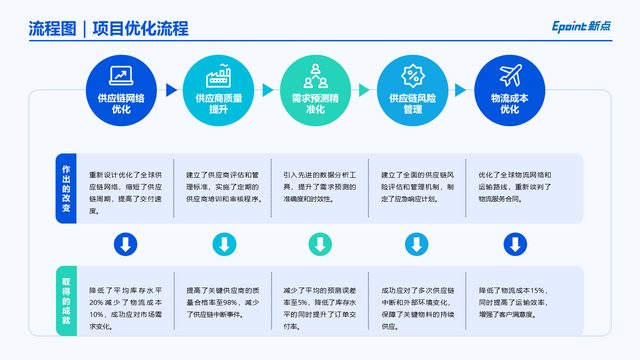 流程图｜项目优化流程
Epoint新点
供应链网络
优化
供应商质量
提升
需求预测精
准化
供应链风险
管理
物流成本
优化
作出的改变
重新设计优化了全球供
应链网络，缩短了供应
链周期，提高了交付速
度。
建立了供应商评估和管
理标准，实施了定期的
供应商培训和审核程序。
引入先进的数据分析工
具，提升了需求预测的
准确度和时效性。
建立了全面的供应链风
险评估和管理机制，制
定了应急响应计划。
优化了全球物流网络和
运输路线，重新谈判了
物流服务合同。
取得的成就
降低了平均库存水平
20%减少了物流成本
10%，成功应对市场需
求变化。
提高了关键供应商的质
量合格率至98%，减少
了供应链中断事件。
减少了平均的预测误差
率至5%，降低了库存水
平的同时提升了订单交
付率。
成功应对了多次供应链
中断和外部环境变化，
保障了关键物料的持续
供应。
降低了物流成本15%，
同时提高了运输效率，
增强了客户满意度。